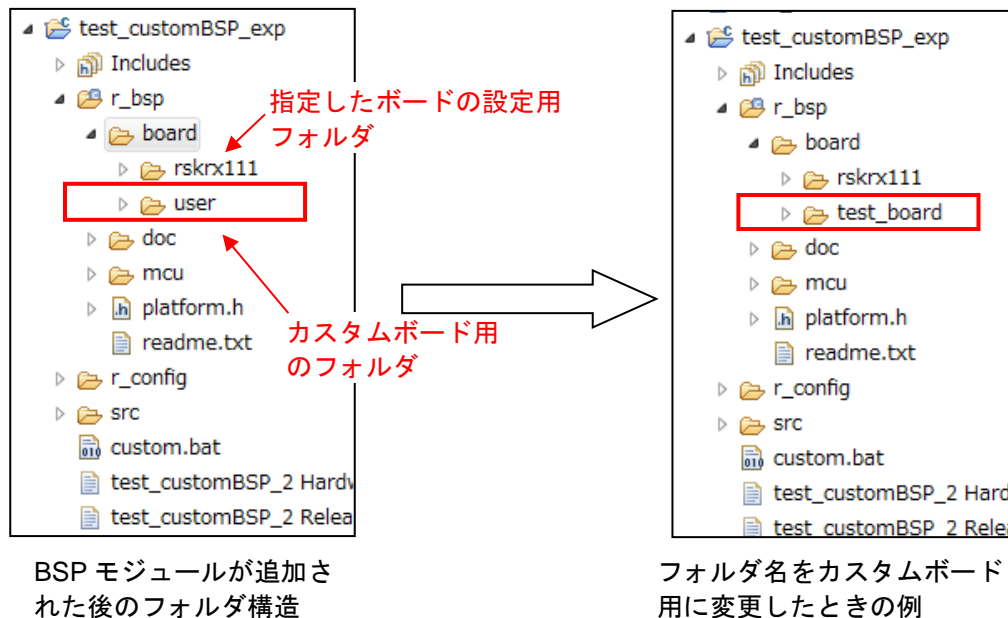 test_customBSP_exp
Includes
r_bsp
board
rskrx111
user
doc
mcu
platform.h
readme.txt
r_config
src
custom.bat
test_customBSP_2 Hardw
test_customBSP_2 Relea
指定したボードの設定用
フォルダ
カスタムボード用
のフォルダ
BSP モジュールが追加さ
れた後のフォルダ構造
test_customBSP_exp
Includes
r_bsp
board
rskrx111
test_board
doc
mcu
platform.h
readme.txt
r_config
src
custom.bat
test_customBSP_2 Hard
test_customBSP_2 Rele
フォルダ名をカスタムボード
用に変更したときの例